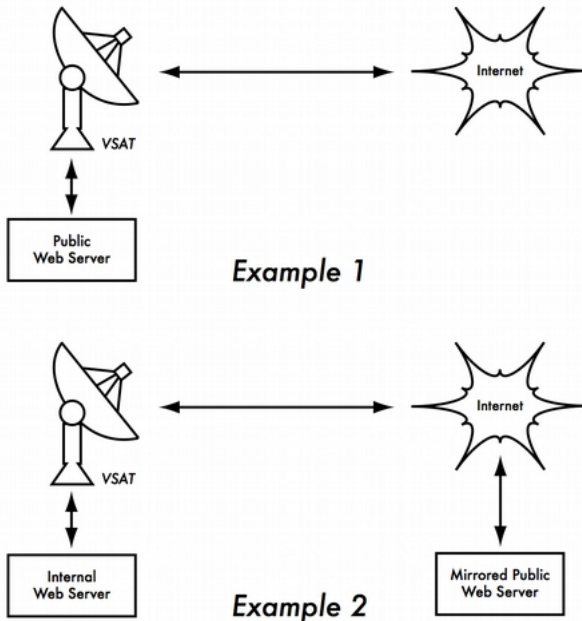 Internet
VSAT
Public
Web Server
Example 1
Internet
VSAT
Internal
Web Server
Mirrored Public
Web Server
Example 2